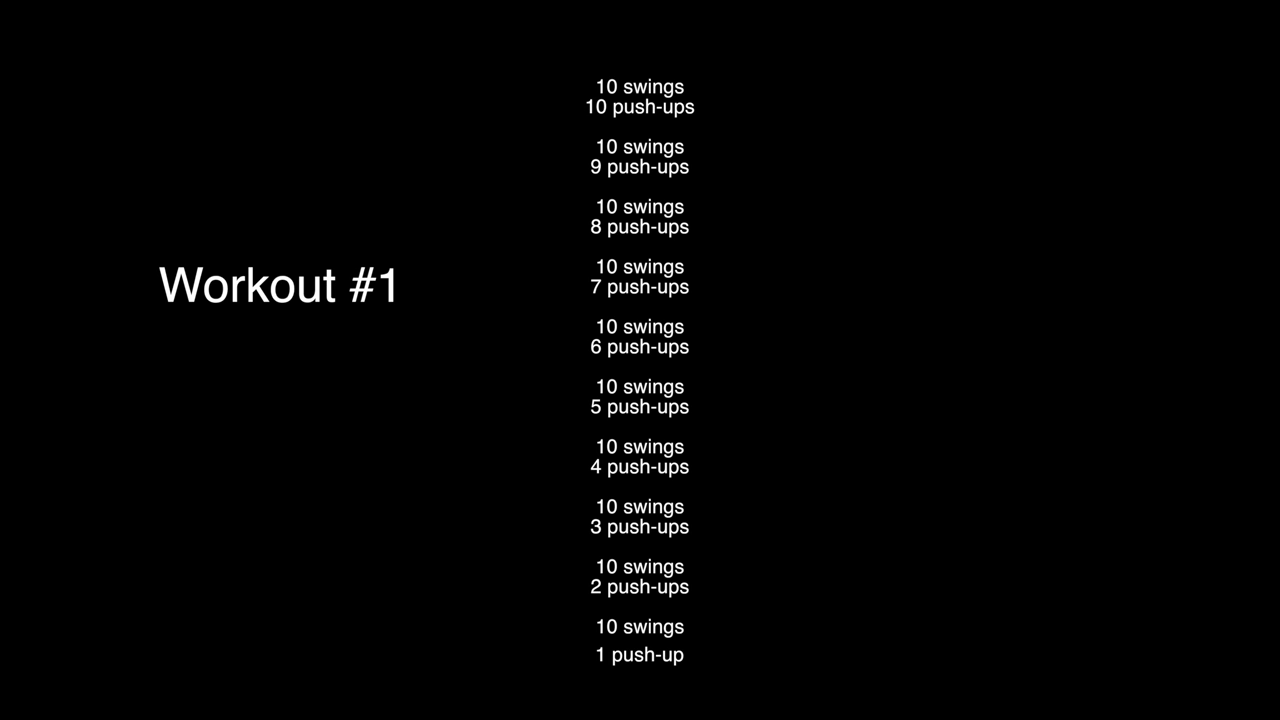 Workout #1
10 swings
10 push-ups
10 swings
9 push-ups
10 swings
8 push-ups
10 swings
7 push-ups
10 swings
6 push-ups
10 swings
5 push-ups
10 swings
4 push-ups
10 swings
3 push-ups
10 swings
2 push-ups
10 swings
1 push-up